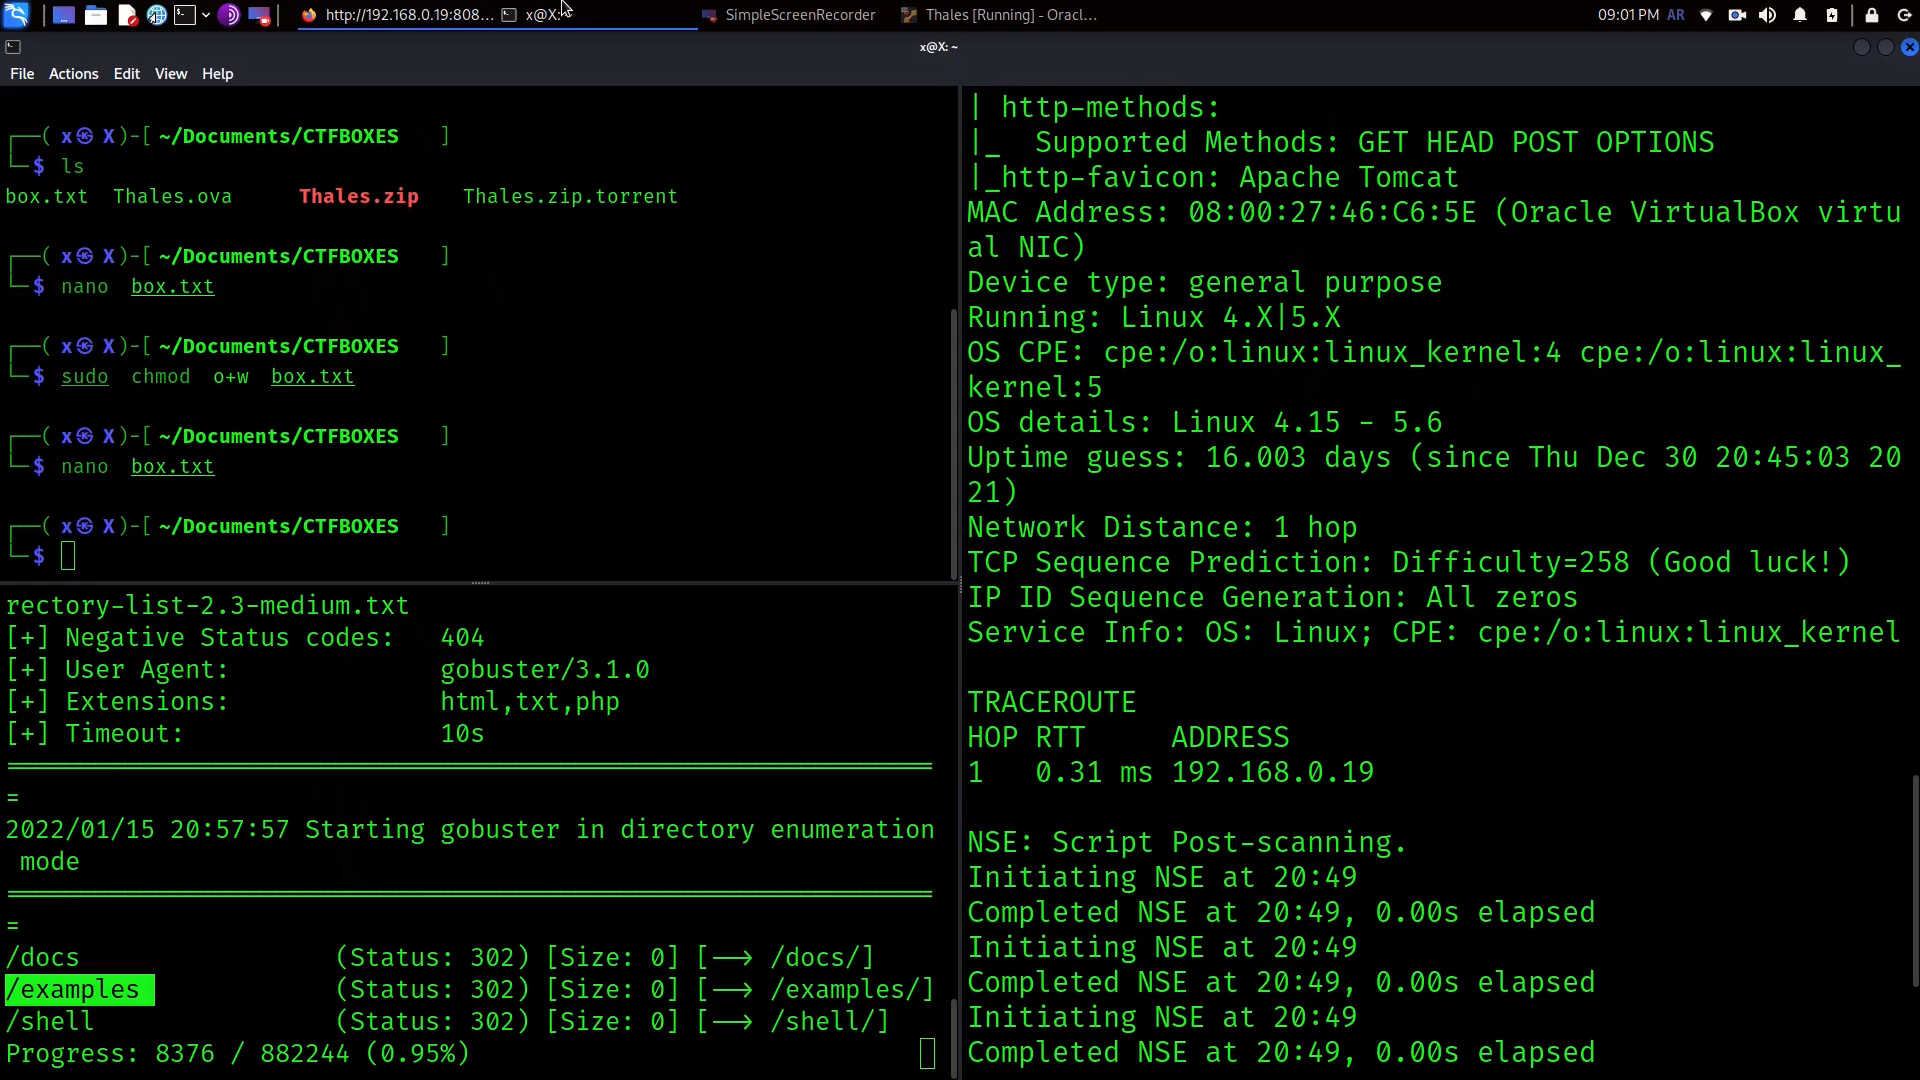 http://192.168.0.19:808...
x@X:
SimpleScreenRecorder
Thales [Running] - Oracl...
09:01 PM AR
x@X: ~
File Actions Edit View Help
┌──(x㉿X)-[~/Documents/CTFBOXES]
└─$ ls
box.txt Thales.ova Thales.zip Thales.zip.torrent
┌──(x㉿X)-[~/Documents/CTFBOXES]
└─$ nano box.txt
┌──(x㉿X)-[~/Documents/CTFBOXES]
└─$ sudo chmod o+w box.txt
┌──(x㉿X)-[~/Documents/CTFBOXES]
└─$ nano box.txt
┌──(x㉿X)-[~/Documents/CTFBOXES]
└─$
rectory-list-2.3-medium.txt
[+] Negative Status codes: 404
[+] User Agent: gobuster/3.1.0
[+] Extensions: html,txt,php
[+] Timeout: 10s
===============================================================
=
2022/01/15 20:57:57 Starting gobuster in directory enumeration
mode
===============================================================
=
/docs (Status: 302) [Size: 0] [──> /docs/]
/examples (Status: 302) [Size: 0] [──> /examples/]
/shell (Status: 302) [Size: 0] [──> /shell/]
Progress: 8376 / 882244 (0.95%)
| http-methods:
|_ Supported Methods: GET HEAD POST OPTIONS
|_http-favicon: Apache Tomcat
MAC Address: 08:00:27:46:C6:5E (Oracle VirtualBox virtu
al NIC)
Device type: general purpose
Running: Linux 4.X|5.X
OS CPE: cpe:/o:linux:linux_kernel:4 cpe:/o:linux:linux_
kernel:5
OS details: Linux 4.15 - 5.6
Uptime guess: 16.003 days (since Thu Dec 30 20:45:03 20
21)
Network Distance: 1 hop
TCP Sequence Prediction: Difficulty=258 (Good luck!)
IP ID Sequence Generation: All zeros
Service Info: OS: Linux; CPE: cpe:/o:linux:linux_kernel
TRACEROUTE
HOP RTT ADDRESS
1 0.31 ms 192.168.0.19
NSE: Script Post-scanning.
Initiating NSE at 20:49
Completed NSE at 20:49, 0.00s elapsed
Initiating NSE at 20:49
Completed NSE at 20:49, 0.00s elapsed
Initiating NSE at 20:49
Completed NSE at 20:49, 0.00s elapsed